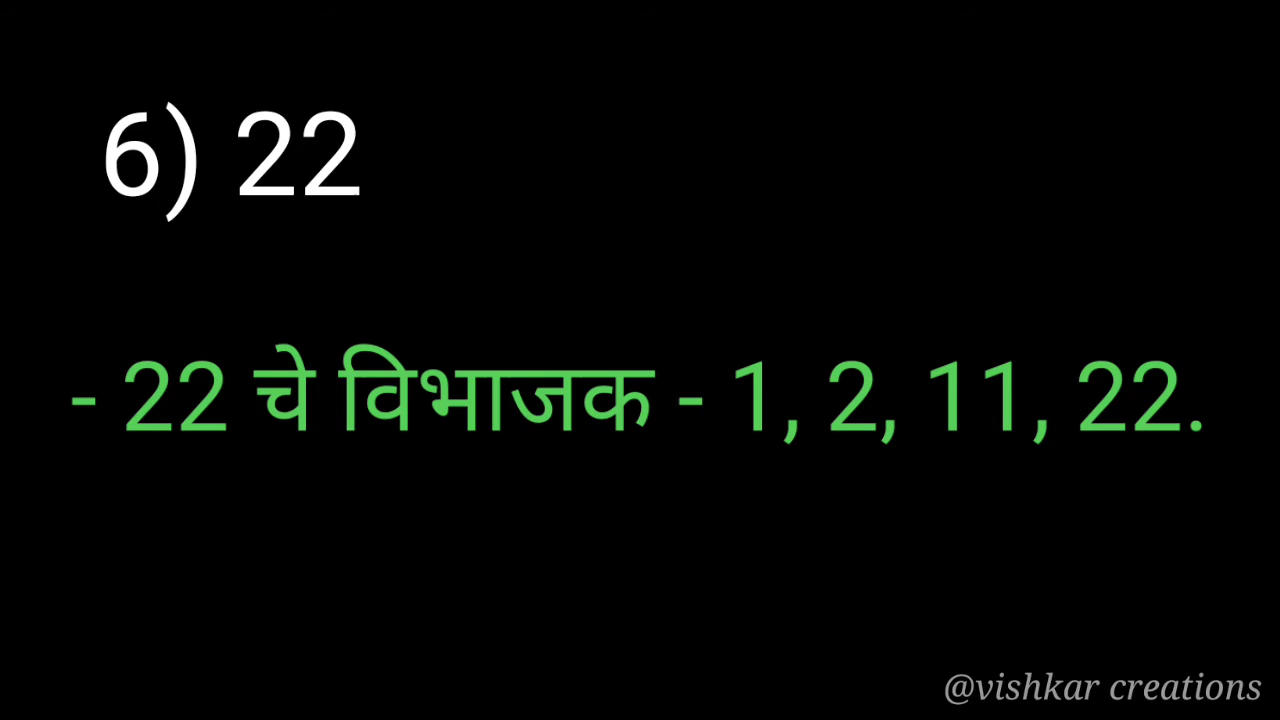 6) 22
- 22 चे विभाजक - 1, 2, 11, 22.
@vishkar creations